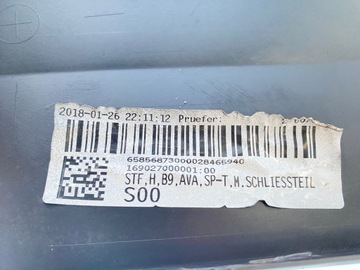 2018-01-26 22:11:12 Pruefer:
65856873000028465940
169027000001:00
STF,H,B9,AVA,SP-T,M.SCHLIESSTEIL
S00